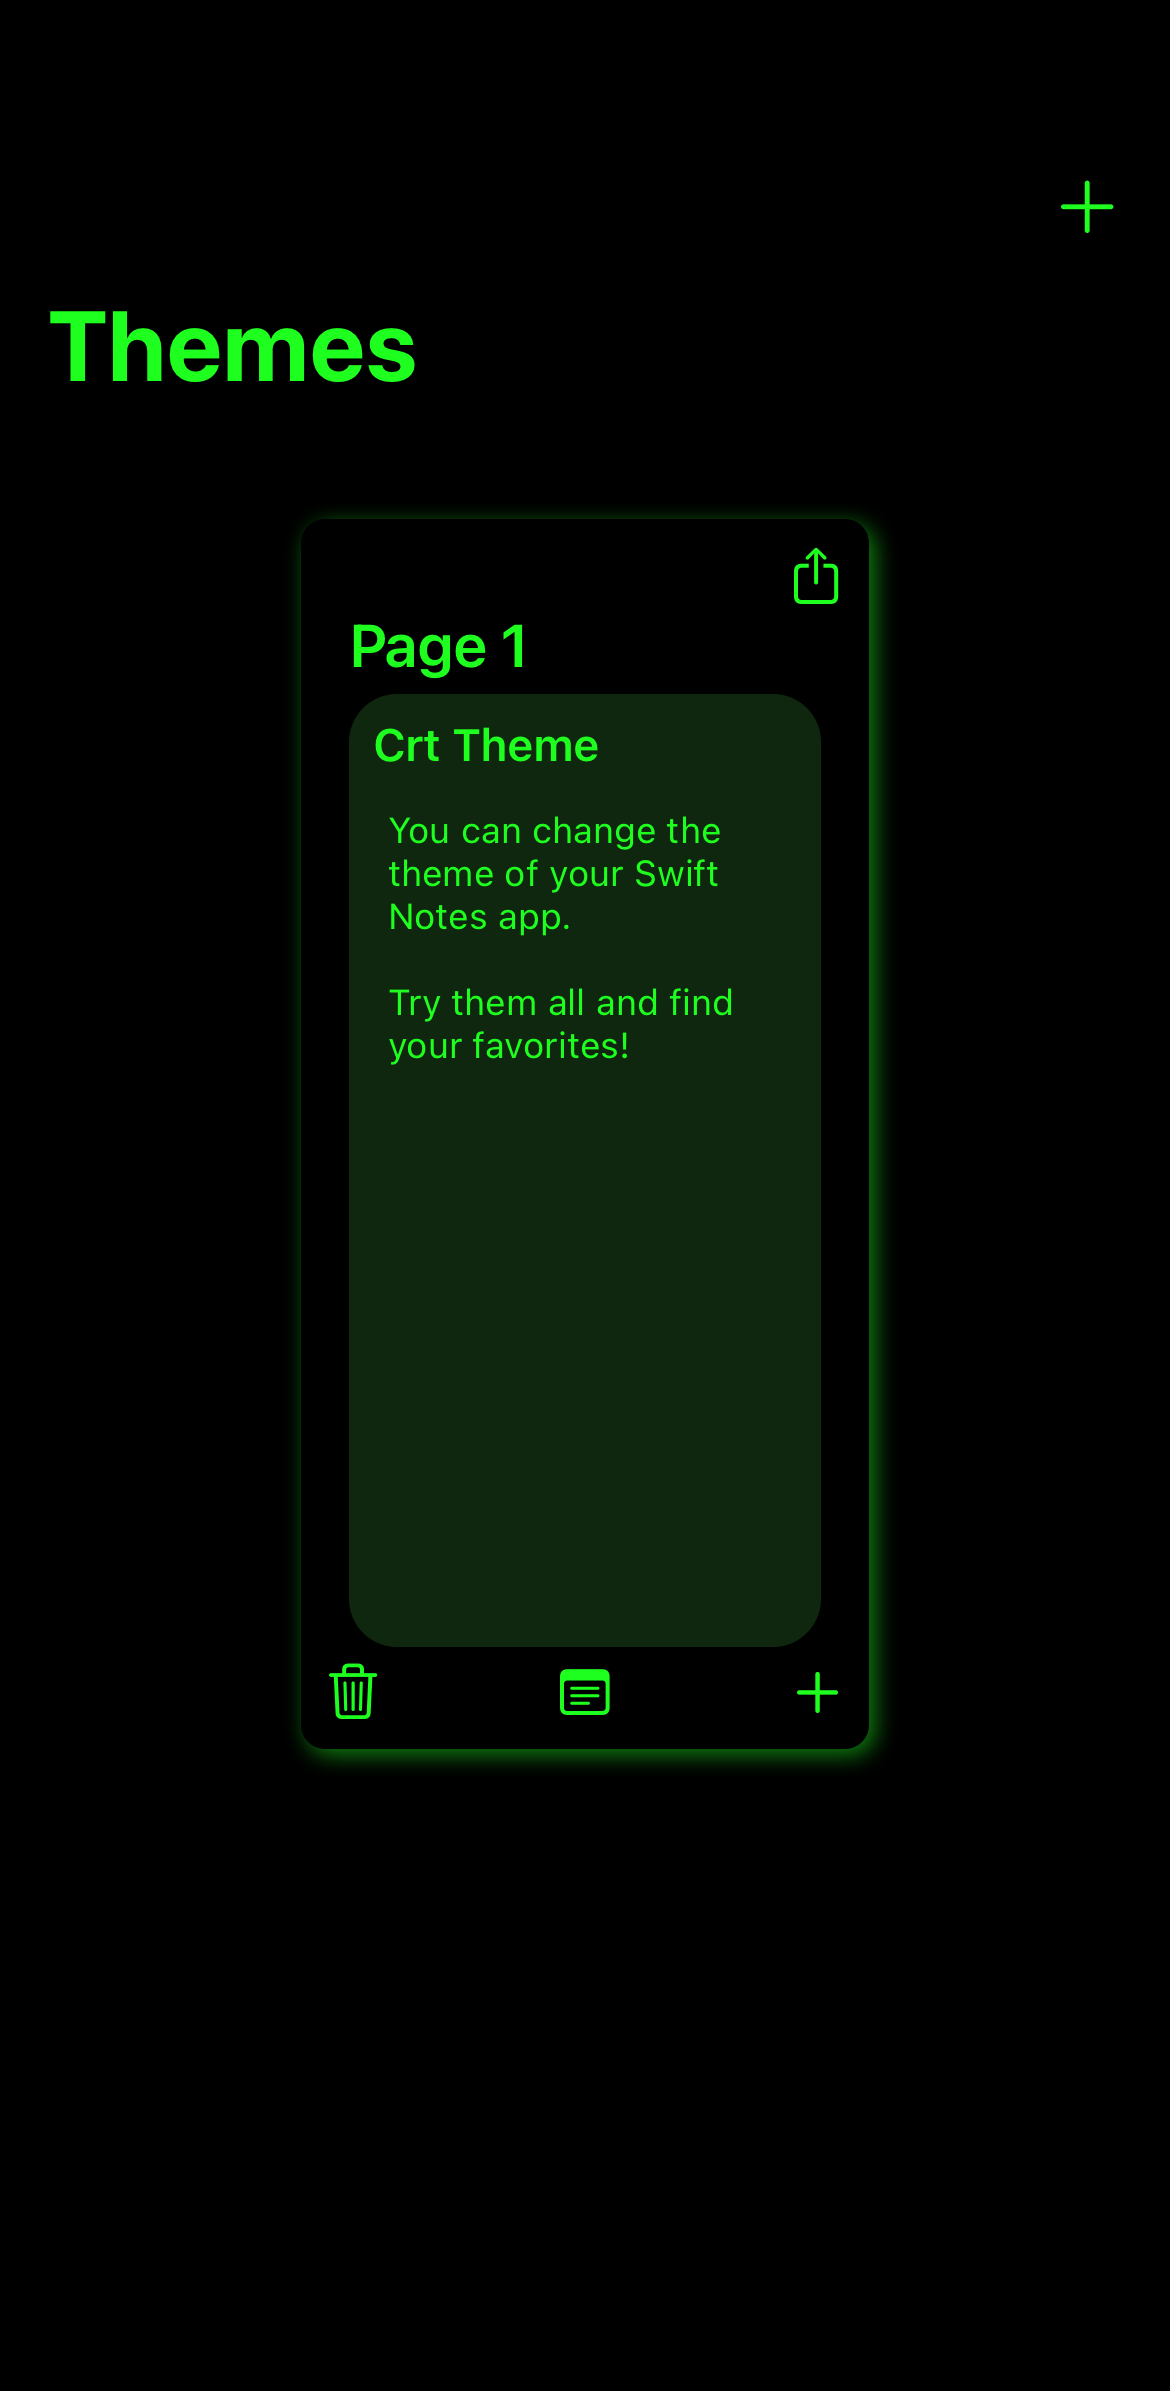 Themes
Page 1
Crt Theme
You can change the
theme of your Swift
Notes app.
Try them all and find
your favorites!